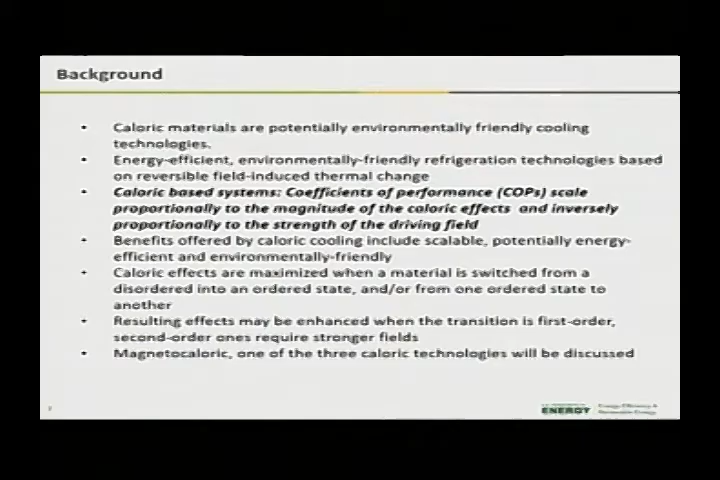 Background
• Caloric materials are potentially environmentally friendly cooling
technologies.
• Energy-efficient, environmentally-friendly refrigeration technologies based
on reversible field-induced thermal change
• Caloric based systems: Coefficients of performance (COPs) scale
proportionally to the magnitude of the caloric effects and inversely
proportionally to the strength of the driving field
• Benefits offered by caloric cooling include scalable, potentially energy-
efficient and environmentally-friendly
• Caloric effects are maximized when a material is switched from a
disordered into an ordered state, and/or from one ordered state to
another
• Resulting effects may be enhanced when the transition is first-order,
second-order ones require stronger fields
• Magnetocaloric, one of the three caloric technologies will be discussed
ENERGY
Energy Efficiency &
Renewable Energy